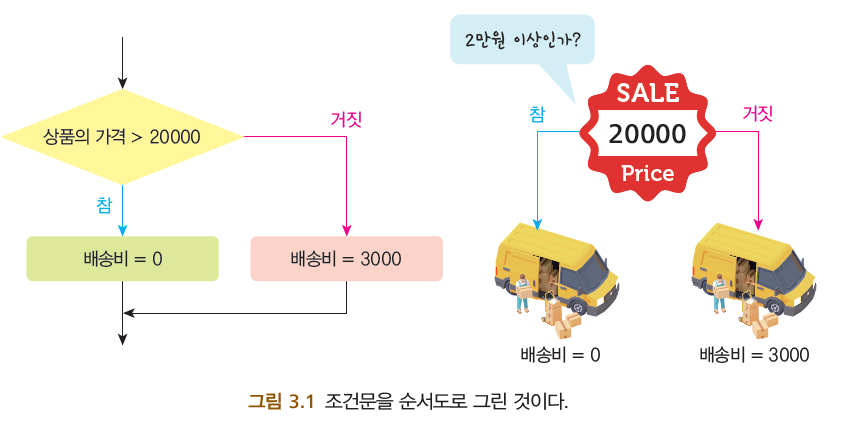 상품의 가격 > 20000
거짓
참
배송비 = 0
배송비 = 3000
2만원 이상인가?
SALE
20000
Price
참
거짓
배송비 = 0
배송비 = 3000
그림 3.1 조건문을 순서도로 그린 것이다.